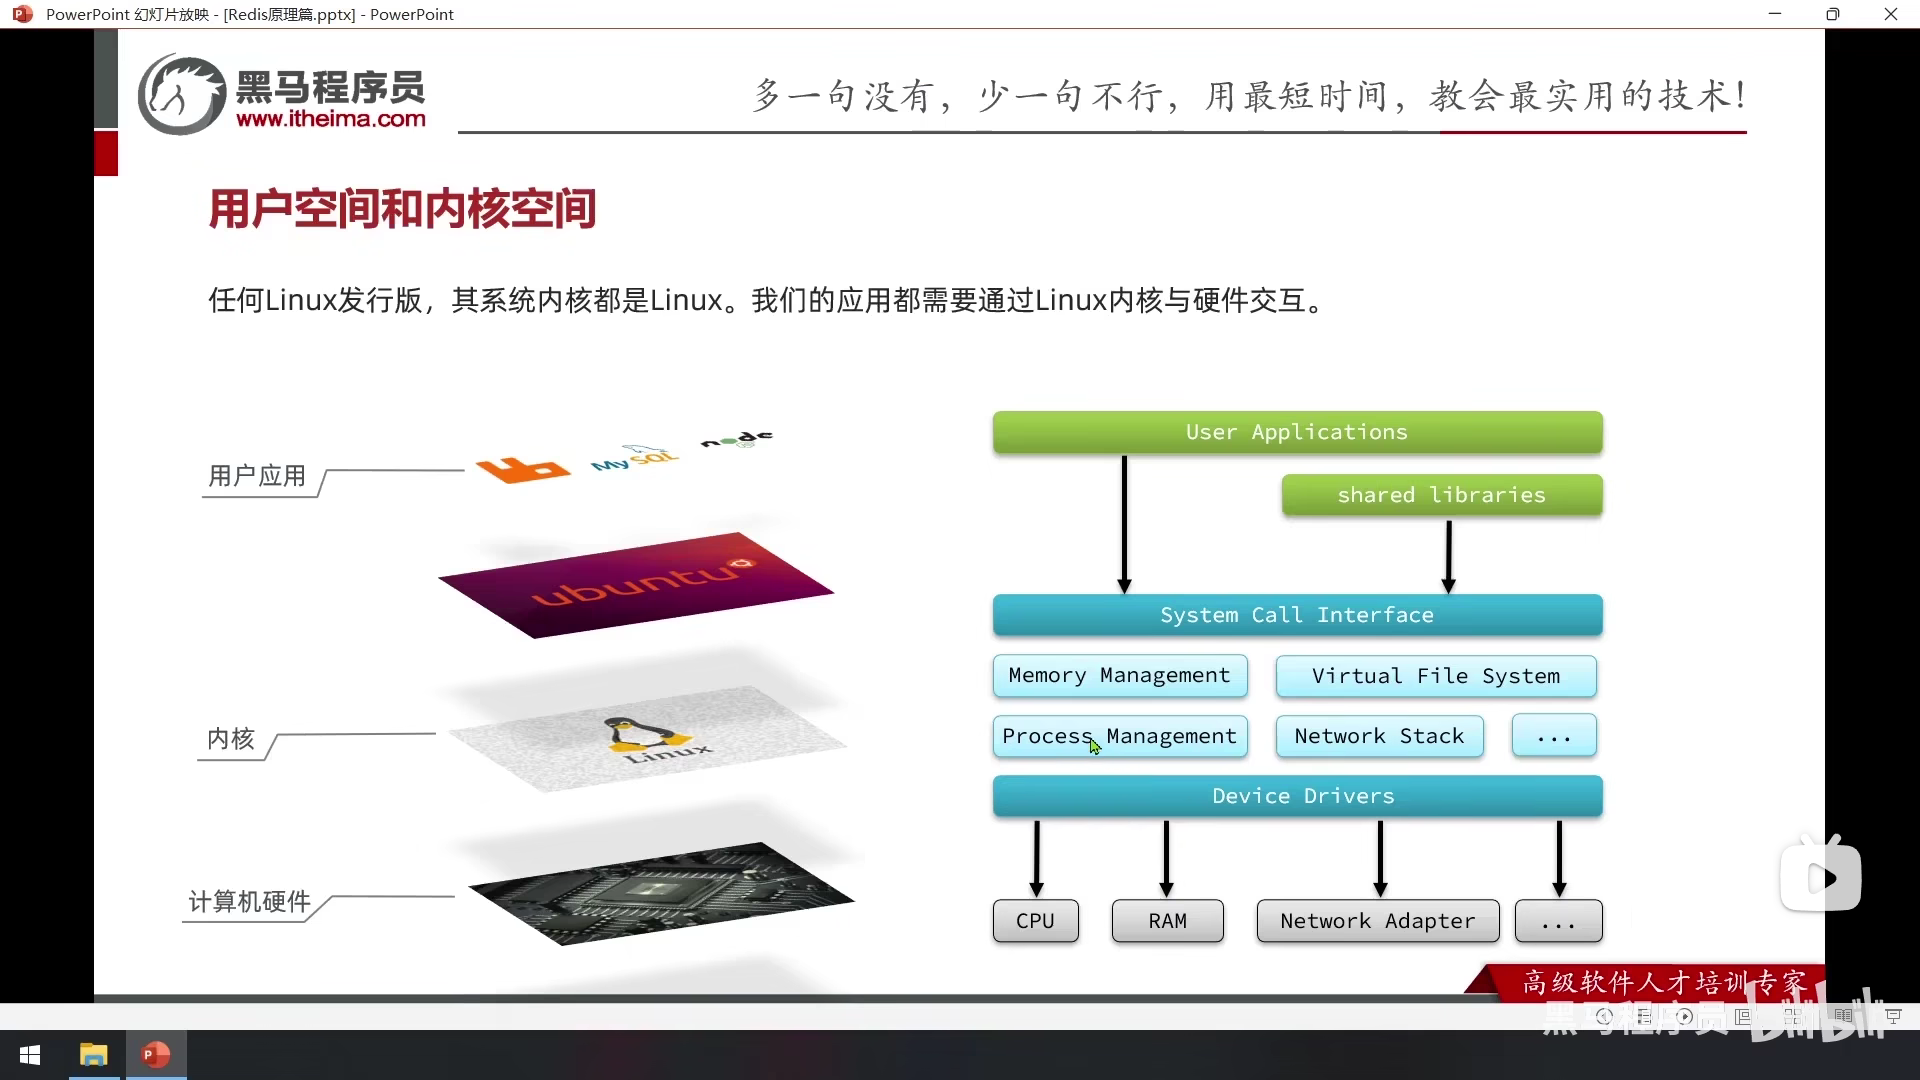 PowerPoint 幻灯片放映 - [Redis原理篇.pptx] - PowerPoint
黑马程序员
www.itheima.com
多一句没有，少一句不行，用最短时间，教会最实用的技术！
用户空间和内核空间
任何Linux发行版，其系统内核都是Linux。我们的应用都需要通过Linux内核与硬件交互。
用户应用
MySQL
node
ubuntu
内核
Linux
计算机硬件
User Applications
shared libraries
System Call Interface
Memory Management
Virtual File System
Process Management
Network Stack
...
Device Drivers
CPU
RAM
Network Adapter
...
高级软件人才培训专家
黑马程序员
bilibili